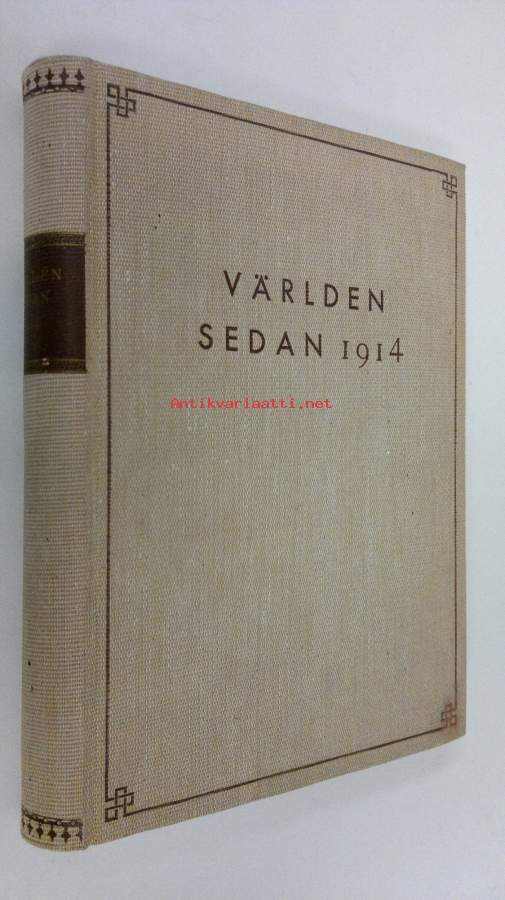 VÄRLDEN
SEDAN 1914
Antikvariaatti.net